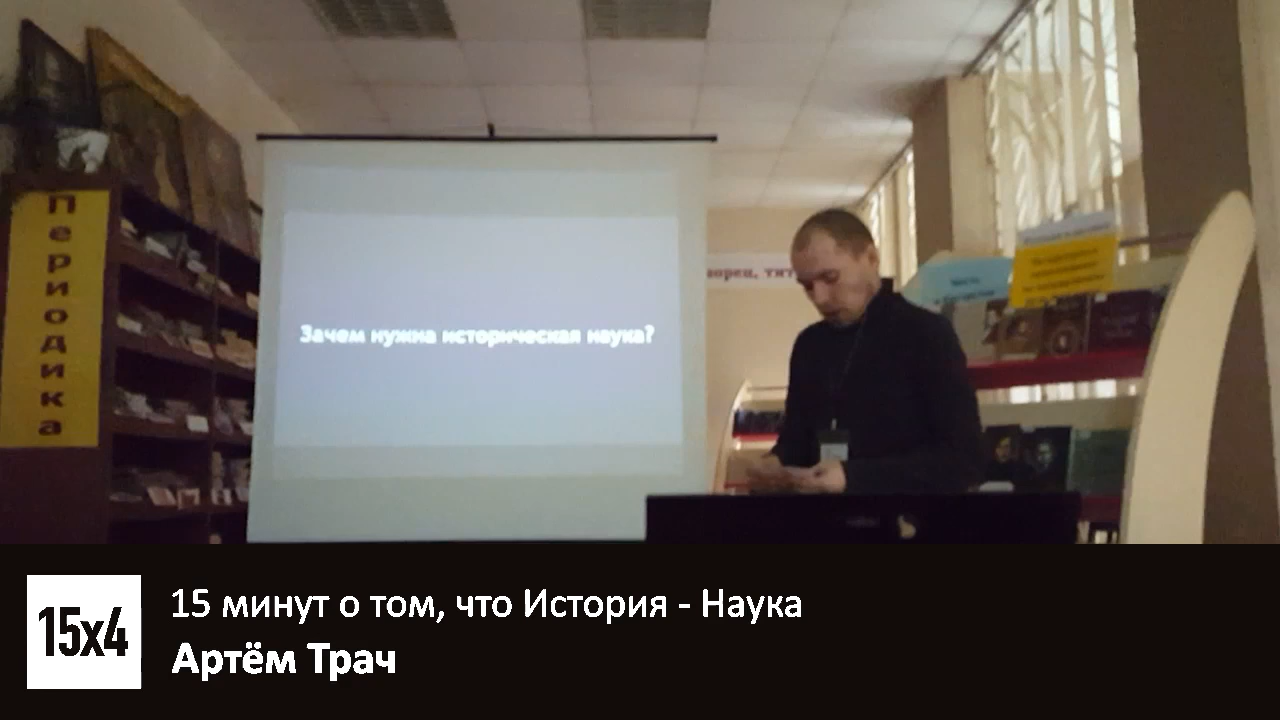 Периодика
Зачем нужна историческая наука?
15x4
15 минут о том, что История - Наука
Артём Трач